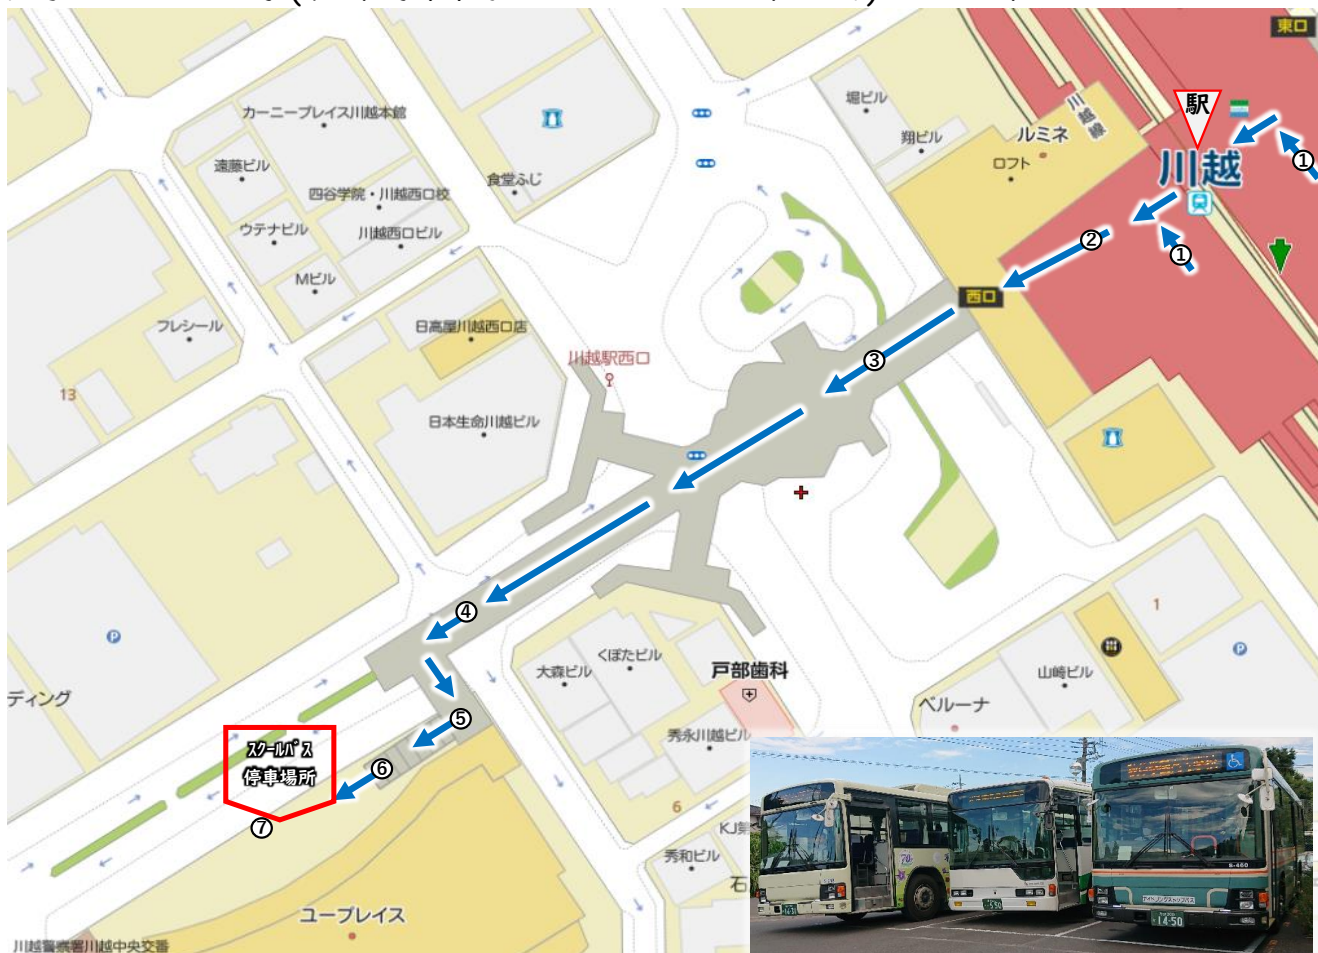 東口
駅
川越線
川越
①
①
②
西口
③
ルミネ
ロフト
堀ビル
翔ビル
カーニープレイス川越本館
遠藤ビル
四谷学院・川越西口校
食堂ふじ
ウテナビル
川越西口ビル
Mビル
フレシール
日高屋川越西口店
川越駅西口
13
日本生命川越ビル
④
P
大森ビル
くぼたビル
戸部歯科
1
P
山崎ビル
ディング
ベルーナ
⑤
秀永川越ビル
スクールバス
停車場所
⑥
⑦
6
秀和ビル
石
ユープレイス
川越警察署川越中央交番
1450